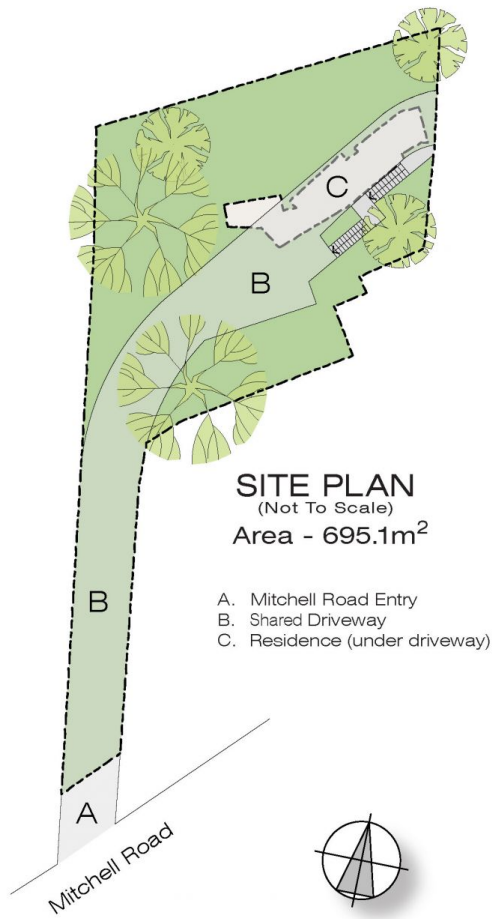 C
B
SITE PLAN
(Not To Scale)
Area - 695.1m²
B
A. Mitchell Road Entry
B. Shared Driveway
C. Residence (under driveway)
A
Mitchell Road